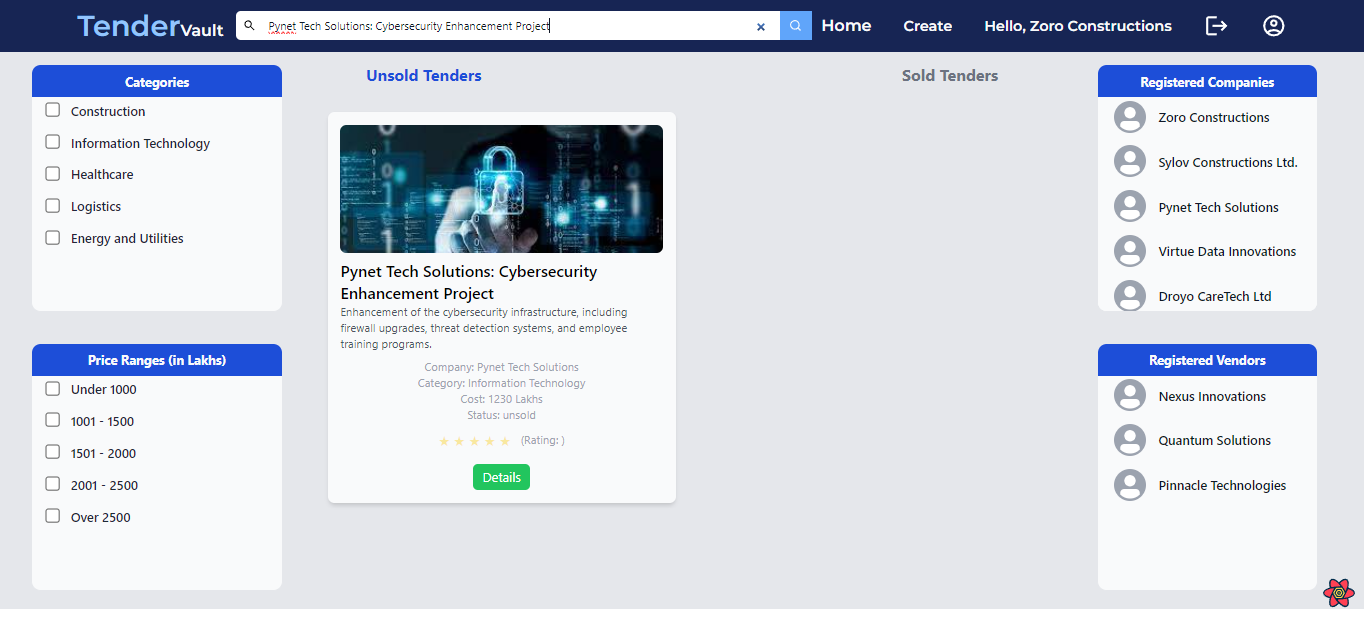 TenderVault
Pynet Tech Solutions: Cybersecurity Enhancement Project
Home
Create
Hello, Zoro Constructions
Categories
Construction
Information Technology
Healthcare
Logistics
Energy and Utilities
Price Ranges (in Lakhs)
Under 1000
1001 - 1500
1501 - 2000
2001 - 2500
Over 2500
Unsold Tenders
Sold Tenders
Pynet Tech Solutions: Cybersecurity
Enhancement Project
Enhancement of the cybersecurity infrastructure, including
firewall upgrades, threat detection systems, and employee
training programs.
Company: Pynet Tech Solutions
Category: Information Technology
Cost: 1230 Lakhs
Status: unsold
(Rating: )
Details
Registered Companies
Zoro Constructions
Sylov Constructions Ltd.
Pynet Tech Solutions
Virtue Data Innovations
Droyo CareTech Ltd
Registered Vendors
Nexus Innovations
Quantum Solutions
Pinnacle Technologies